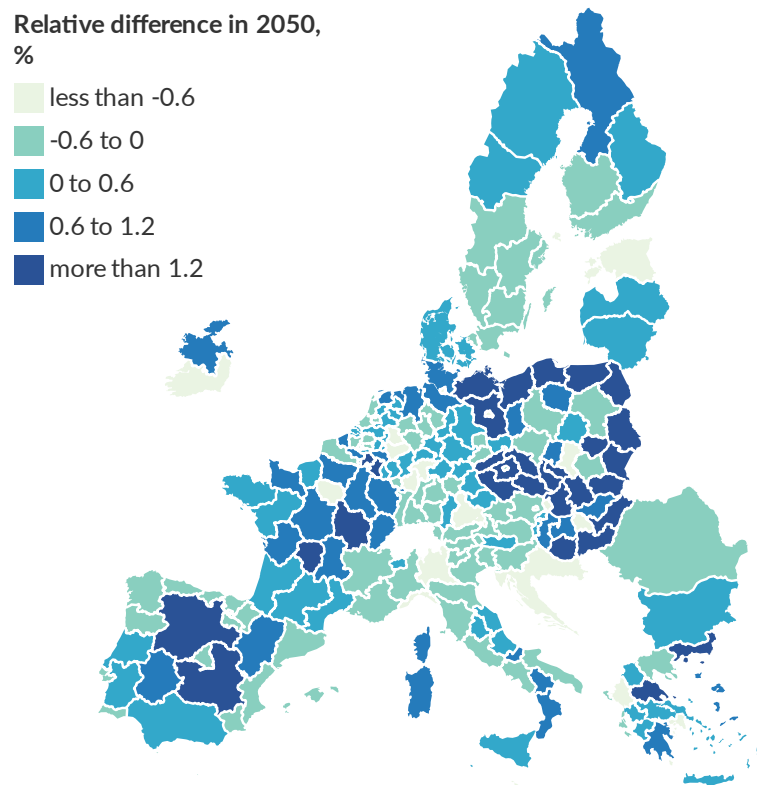 Relative difference in 2050,
%
less than -0.6
-0.6 to 0
0 to 0.6
0.6 to 1.2
more than 1.2